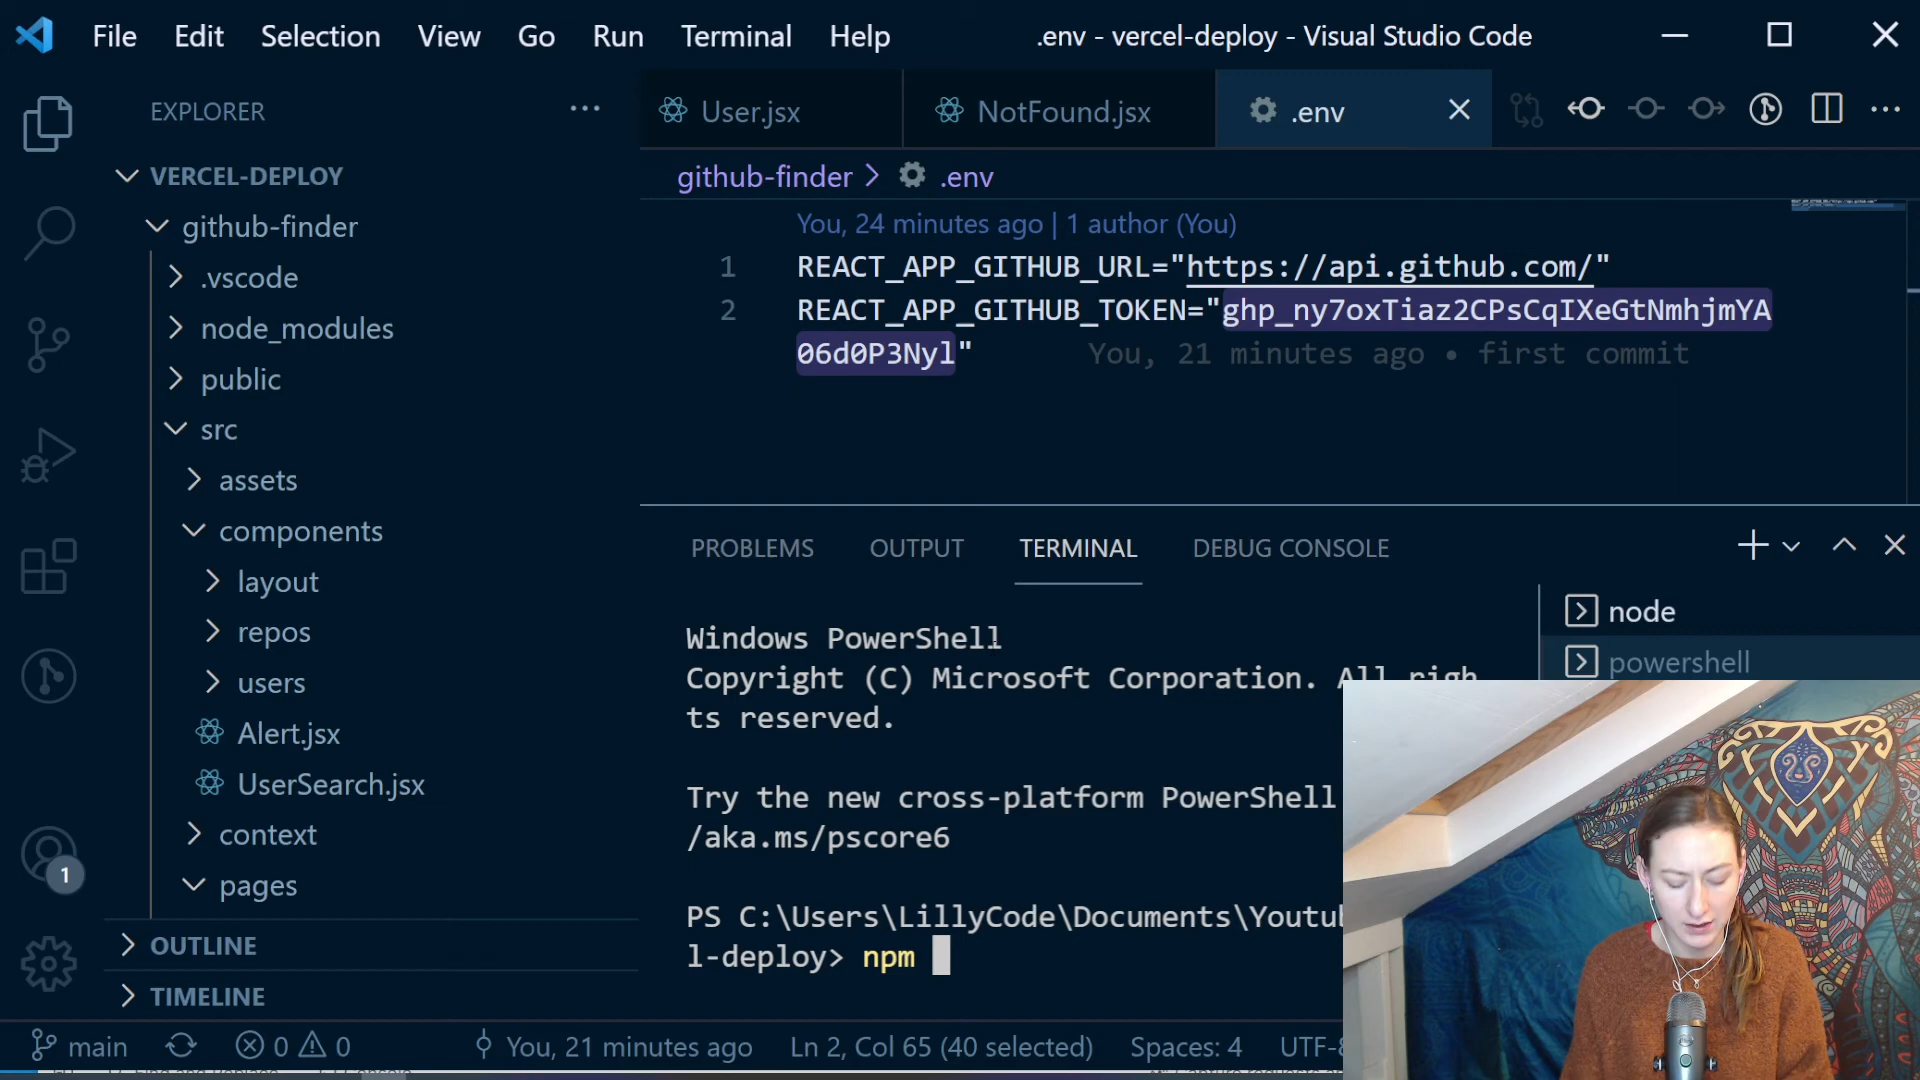 File Edit Selection View Go Run Terminal Help .env - vercel-deploy - Visual Studio Code
EXPLORER
User.jsx NotFound.jsx .env
VERCEL-DEPLOY
github-finder
.vscode
node_modules
public
src
assets
components
layout
repos
users
Alert.jsx
UserSearch.jsx
context
pages
OUTLINE
TIMELINE
1
github-finder > .env
You, 24 minutes ago | 1 author (You)
1 REACT_APP_GITHUB_URL="https://api.github.com/"
2 REACT_APP_GITHUB_TOKEN="ghp_ny7oxTiaz2CPsCqIXeGtNmhjmYA
06d0P3Nyl" You, 21 minutes ago • first commit
PROBLEMS OUTPUT TERMINAL DEBUG CONSOLE
node
powershell
Windows PowerShell
Copyright (C) Microsoft Corporation. All righ
ts reserved.
Try the new cross-platform PowerShell
/aka.ms/pscore6
PS C:\Users\LillyCode\Documents\Youtub
l-deploy> npm
main 0 0 You, 21 minutes ago Ln 2, Col 65 (40 selected) Spaces: 4 UTF-8